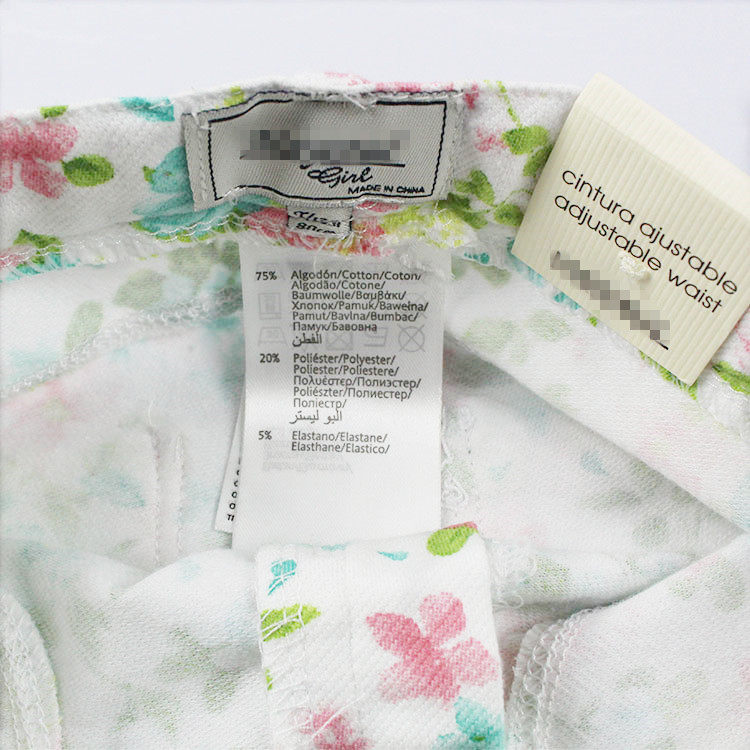 Girl
MADE IN CHINA
cintura ajustable
adjustable waist
75% Algodón/Cotton/Coton/
Algodão/Cotone/
Baumwolle/Βαμβάκι/
Хлопок/Pamuk/Bawełna/
Pamut/Bavlna/Bumbac/
Памук/Бавовна
القطن
20% Poliéster/Polyester/
Poliester/Poliestere/
Πολυέστερ/Полиэстер/
Poliészter/Полиестер/
Поліестр/
البوليستر
5% Elastano/Elastane/
Elasthane/Elastico/